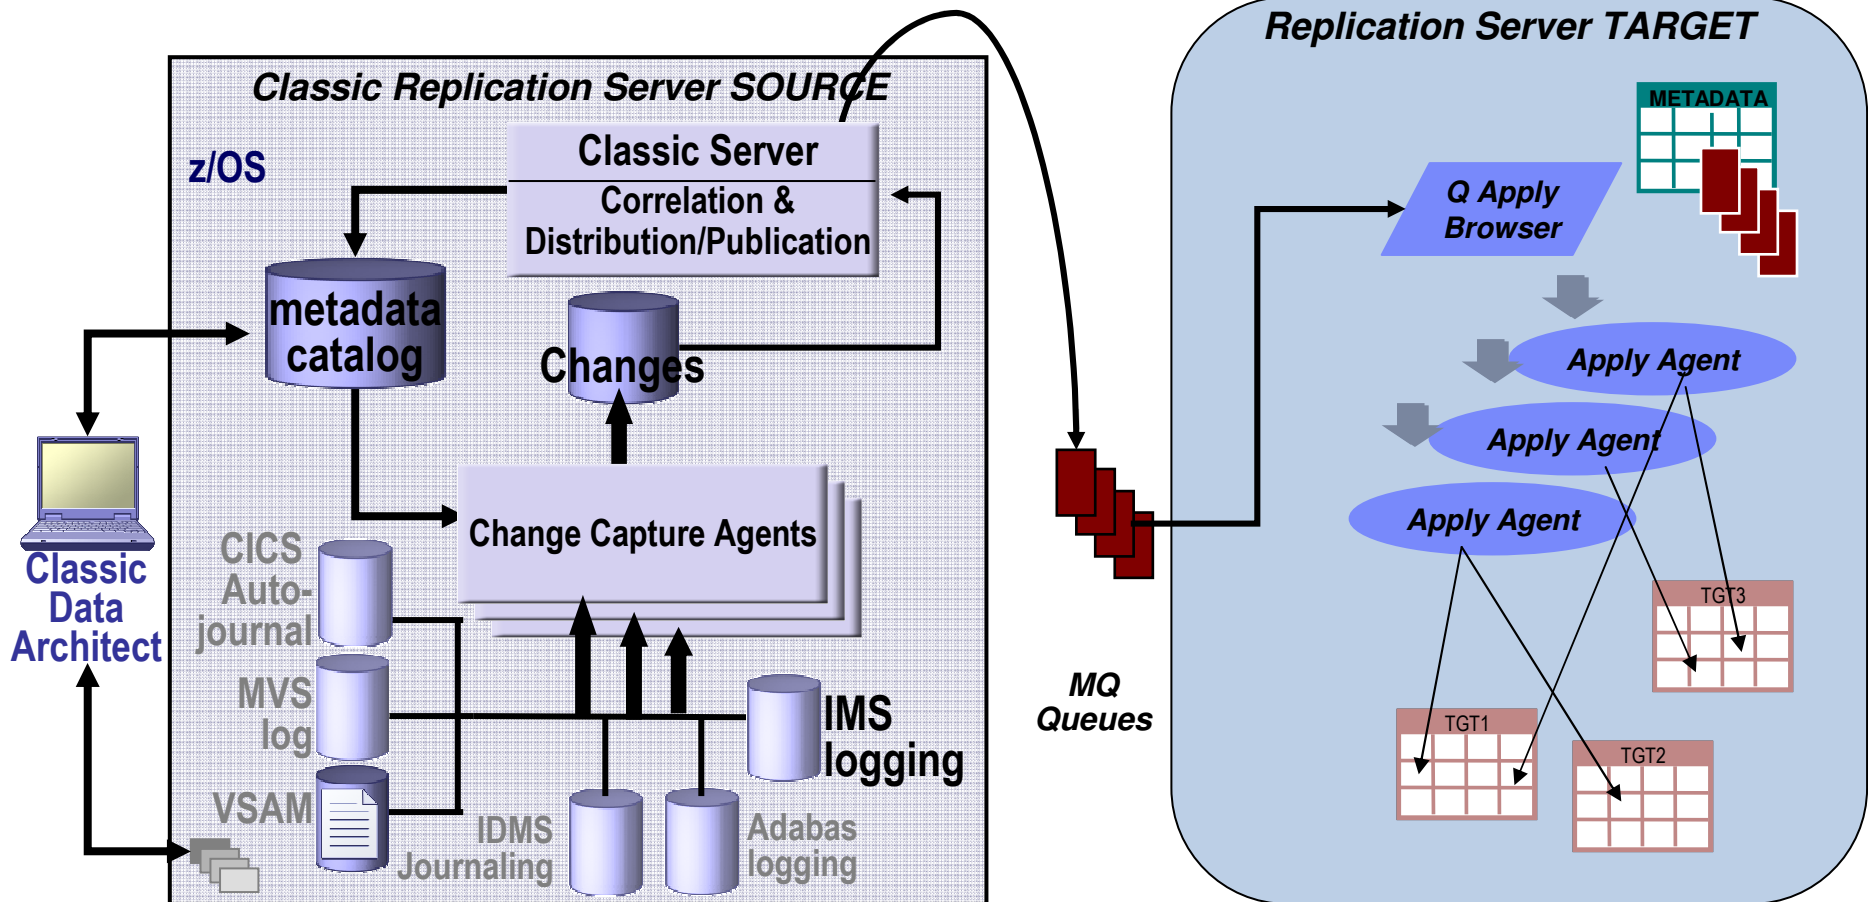 Classic Replication Server SOURCE
z/OS
Classic Server
Correlation &
Distribution/Publication
metadata
catalog
Changes
Change Capture Agents
Classic
Data
Architect
CICS
Auto-
journal
MVS
log
VSAM
IDMS
Journaling
Adabas
logging
IMS
logging
MQ
Queues
Replication Server TARGET
METADATA
Q Apply
Browser
Apply Agent
Apply Agent
Apply Agent
TGT3
TGT1
TGT2